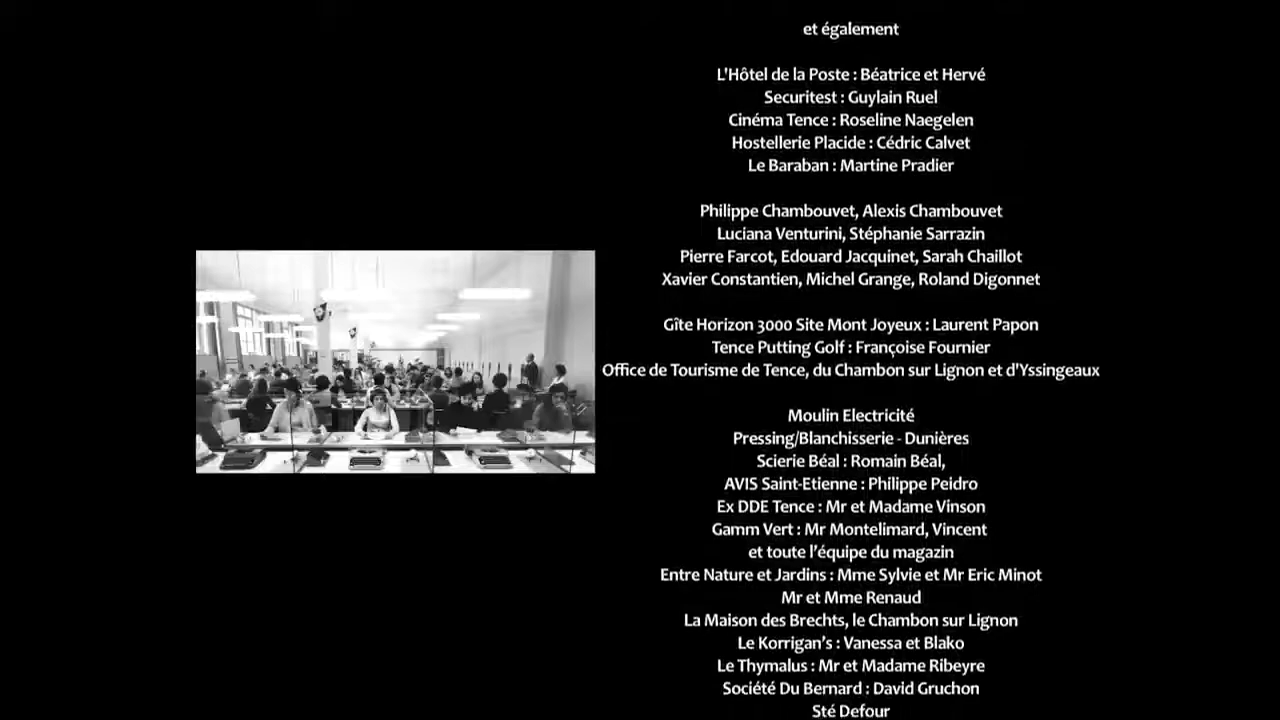 et également
L'Hôtel de la Poste : Béatrice et Hervé
Securitest : Guylain Ruel
Cinéma Tence : Roseline Naegelen
Hostellerie Placide : Cédric Calvet
Le Baraban : Martine Pradier
Philippe Chambouvet, Alexis Chambouvet
Luciana Venturini, Stéphanie Sarrazin
Pierre Farcot, Edouard Jacquinet, Sarah Chaillot
Xavier Constantien, Michel Grange, Roland Digonnet
Gîte Horizon 3000 Site Mont Joyeux : Laurent Papon
Tence Putting Golf : Françoise Fournier
Office de Tourisme de Tence, du Chambon sur Lignon et d'Yssingeaux
Moulin Electricité
Pressing/Blanchisserie - Dunières
Scierie Béal : Romain Béal,
AVIS Saint-Etienne : Philippe Peidro
Ex DDE Tence : Mr et Madame Vinson
Gamm Vert : Mr Montelimard, Vincent
et toute l’équipe du magazin
Entre Nature et Jardins : Mme Sylvie et Mr Eric Minot
Mr et Mme Renaud
La Maison des Brechts, le Chambon sur Lignon
Le Korrigan’s : Vanessa et Blako
Le Thymalus : Mr et Madame Ribeyre
Société Du Bernard : David Gruchon
Sté Defour